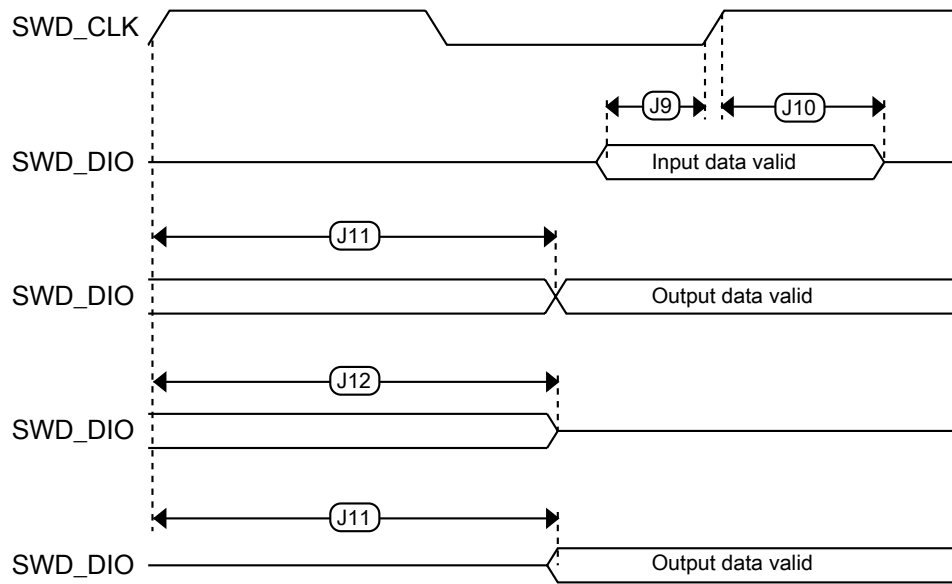 SWD_CLK
J9
J10
SWD_DIO
Input data valid
J11
SWD_DIO
Output data valid
J12
SWD_DIO
J11
SWD_DIO
Output data valid